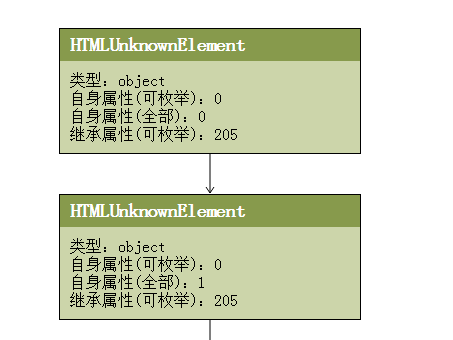 HTMLUnknownElement
类型：object
自身属性(可枚举)：0
自身属性(全部)：0
继承属性(可枚举)：205
HTMLUnknownElement
类型：object
自身属性(可枚举)：0
自身属性(全部)：1
继承属性(可枚举)：205